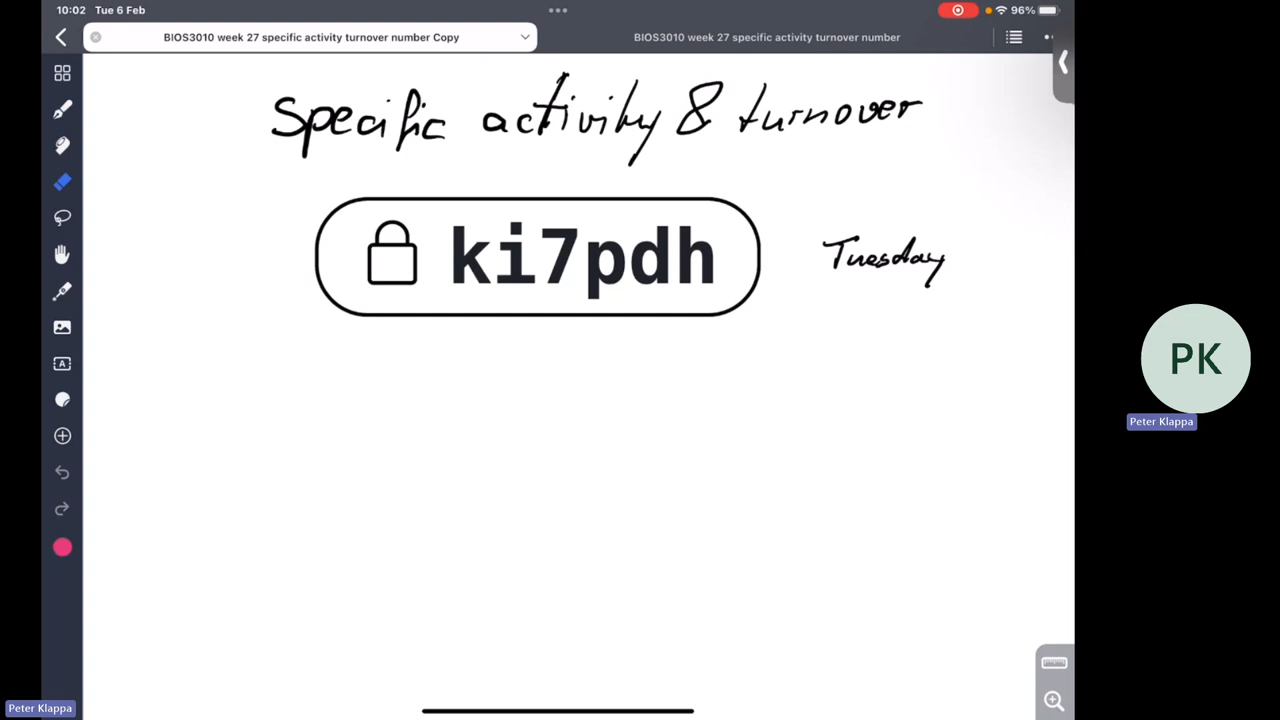 10:02 Tue 6 Feb
96%
BIOS3010 week 27 specific activity turnover number Copy
BIOS3010 week 27 specific activity turnover number
Specific activity & turnover
ki7pdh
Tuesday
PK
Peter Klappa
Peter Klappa